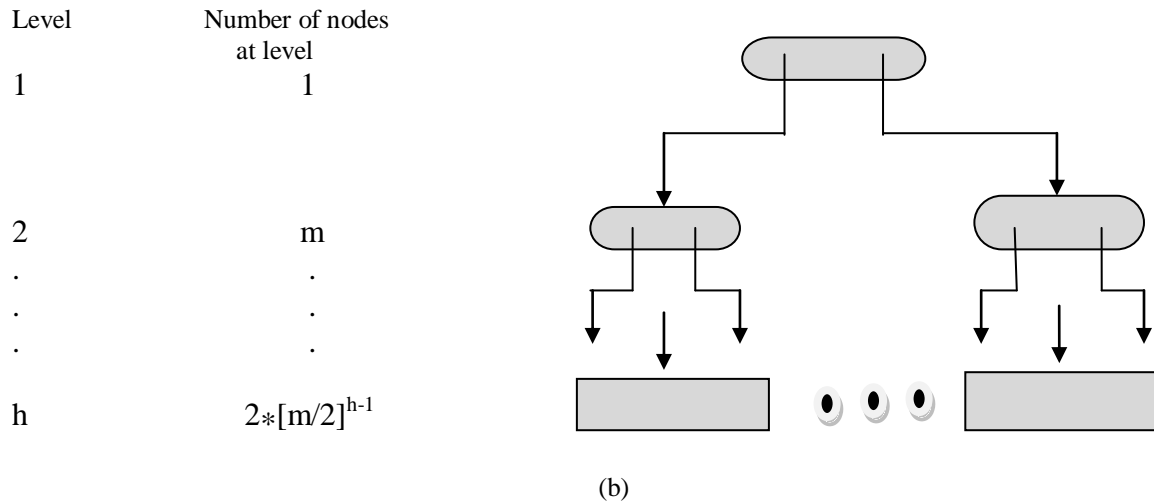 Level Number of nodes
at level
1 1
2 m
. .
. .
. .
h 2*[m/2]^{h-1}
(b)